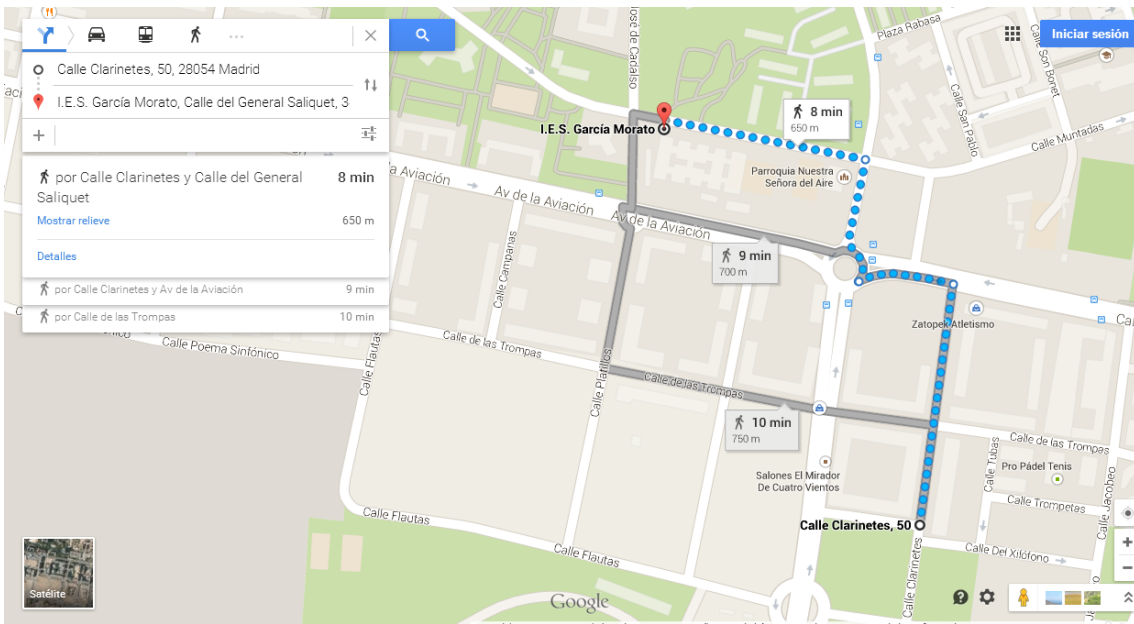 Calle Clarinetes, 50, 28054 Madrid
I.E.S. García Morato, Calle del General Saliquet, 3
por Calle Clarinetes y Calle del General
Saliquet
8 min
Mostrar relieve
650 m
Detalles
por Calle Clarinetes y Av de la Aviación
9 min
por Calle de las Trompas
10 min
Iniciar sesión
José de Cadalso
Plaza Rabasa
Calle Son Bonet
Calle San Pablo
Calle Muntadas
I.E.S. García Morato
8 min
650 m
Parroquia Nuestra
Señora del Aire
a Aviación
Av de la Aviación
Av de la Aviación
9 min
700 m
Calle Campanas
Zatopek Atletismo
Calle Poema Sinfónico
Calle Flautas
Calle de las Trompas
Calle Platillos
Calle de las Trompas
10 min
750 m
Calle de las Trompas
Calle Tubas
Pro Pádel Tenis
Salones El Mirador
De Cuatro Vientos
Calle Trompetas
Calle Jacobeo
Calle Clarinetes, 50
Calle Flautas
Calle Flautas
Calle Del Xilófono
Calle Clarinetes
Satélite
Google